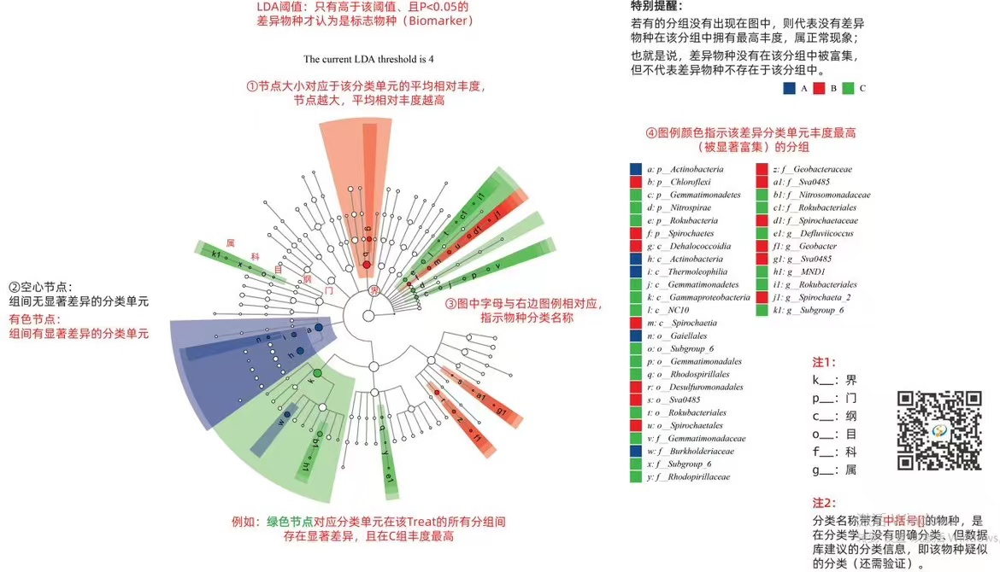 LDA阈值：只有高于该阈值、且P<0.05的
差异物种才认为是标志物种（Biomarker）
The current LDA threshold is 4
①节点大小对应于该分类单元的平均相对丰度，
节点越大，平均相对丰度越高
特别提醒：
若有的分组没有出现在图中，则代表没有差异
物种在该分组中拥有最高丰度，属正常现象；
也就是说，差异物种没有在该分组中被富集，
但不代表差异物种不存在于该分组中。
A B C
④图例颜色指示该差异分类单元丰度最高
（被显著富集）的分组
a: p__Actinobacteria
b: p__Chloroflexi
c: p__Gemmatimonadetes
d: p__Nitrospirae
e: p__Rokubacteria
f: p__Spirochaetes
g: c__Dehalococcoidia
h: c__Actinobacteria
i: c__Thermoleophilia
j: c__Gemmatimonadetes
k: c__Gammaproteobacteria
l: c__NC10
m: c__Spirochaetia
n: o__Gaiellales
o: o__Subgroup_6
p: o__Gemmatimonadales
q: o__Rhodospirillales
r: o__Desulfuromonadales
s: o__Sva0485
t: o__Rokubacteriales
u: o__Spirochaetales
v: f__Gemmatimonadaceae
w: f__Burkholderiaceae
x: f__Subgroup_6
y: f__Rhodopirillaceae
z: f__Geobacteraceae
a1: f__Sva0485
b1: f__Nitrosomonadaceae
c1: f__Rokubacteriales
d1: f__Spirochaetaceae
e1: g__Defluviicoccus
f1: g__Geobacter
g1: g__Sva0485
h1: g__MND1
i1: g__Rokubacteriales
j1: g__Spirochaeta_2
k1: g__Subgroup_6
属
科
目
纲
门
界
②空心节点：
组间无显著差异的分类单元
有色节点：
组间有显著差异的分类单元
③图中字母与右边图例相对应，
指示物种分类名称
k1 x o
g b
i1 c1 t l e
j1 d1 u m f
v p j c
n i a
h
k
w
b1
h1
q y e1
s a1 g1
r z f1
例如：绿色节点对应分类单元在该Treat的所有分组间
存在显著差异，且在C组丰度最高
注1：
k__：界
p__：门
c__：纲
o__：目
f__：科
g__：属
注2：
分类名称带有中括号[]的物种，是
在分类学上没有明确分类，但数据
库建议的分类信息，即该物种疑似
的分类（还需验证）。
Windows